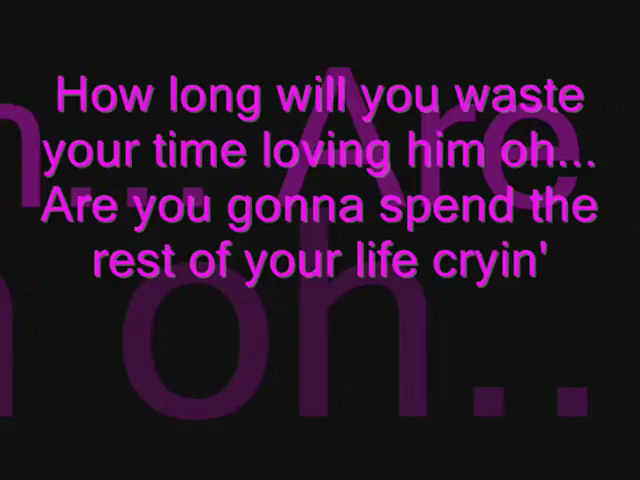 How long will you waste
your time loving him oh...
Are you gonna spend the
rest of your life cryin'